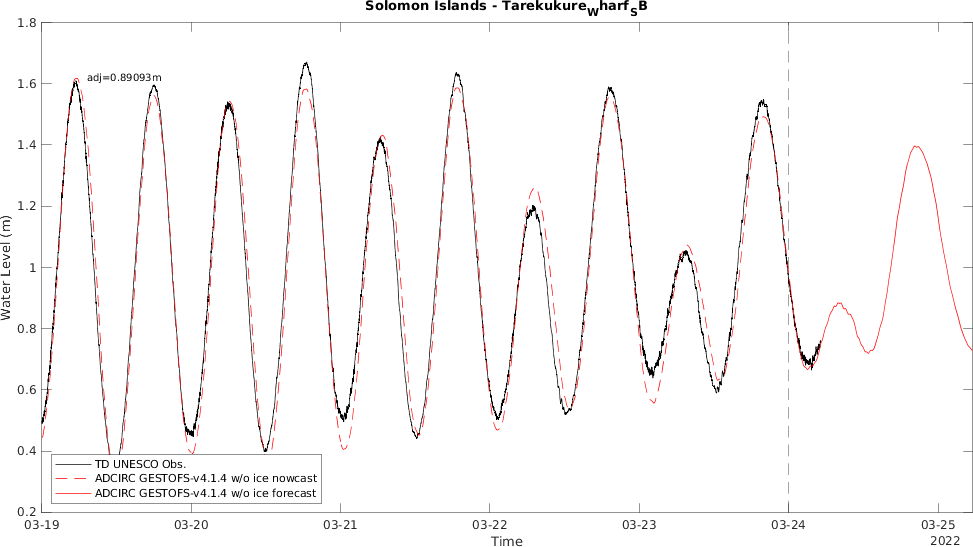 Solomon Islands - TarekukureWharfSB
1.8
1.6
1.4
1.2
1
0.8
0.6
0.4
0.2
Water Level (m)
adj=0.89093m
TD UNESCO Obs.
ADCIRC GESTOFS-v4.1.4 w/o ice nowcast
ADCIRC GESTOFS-v4.1.4 w/o ice forecast
03-19 03-20 03-21 03-22 03-23 03-24 03-25
Time 2022